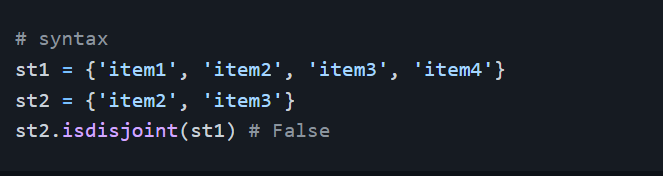 # syntax
st1 = {'item1', 'item2', 'item3', 'item4'}
st2 = {'item2', 'item3'}
st2.isdisjoint(st1) # False